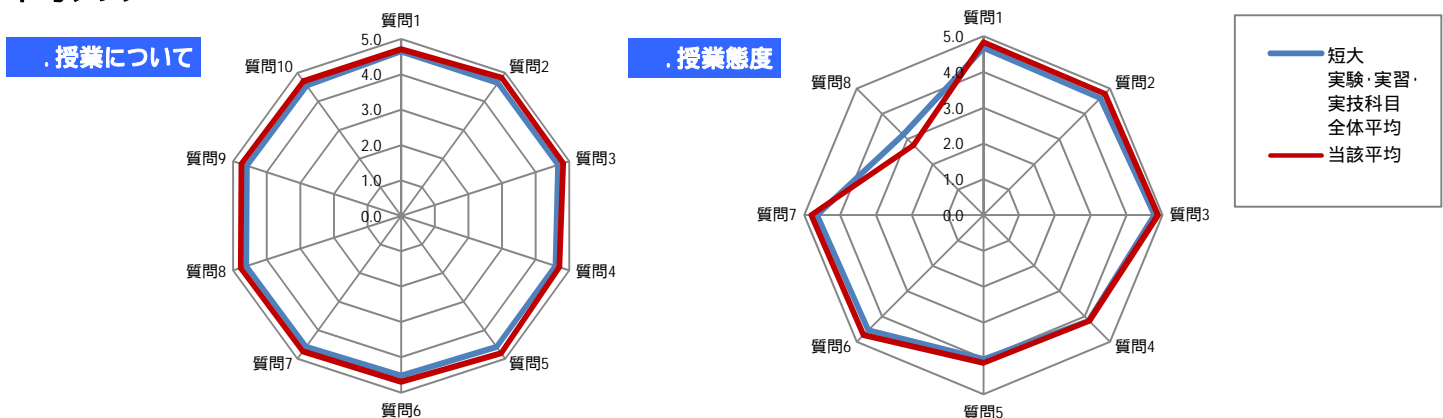 . 授業について
質問1
質問2
質問3
質問4
質問5
質問6
質問7
質問8
質問9
質問10
5.0
4.0
3.0
2.0
1.0
0.0
. 授業態度
質問1
質問2
質問3
質問4
質問5
質問6
質問7
質問8
5.0
4.0
3.0
2.0
1.0
0.0
短大
実験･実習･
実技科目
全体平均
当該平均